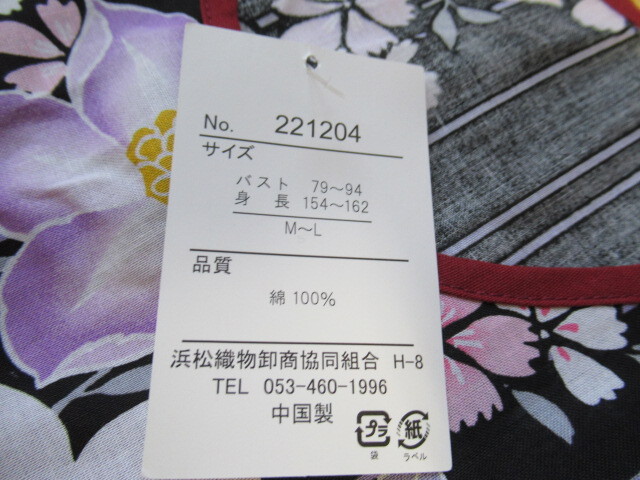 No. 221204
サイズ
バスト 79～94
身 長 154～162
M～L
品質
綿 100%
浜松織物卸商協同組合 H-8
TEL 053-460-1996
中国製
プラ 紙
袋 ラベル